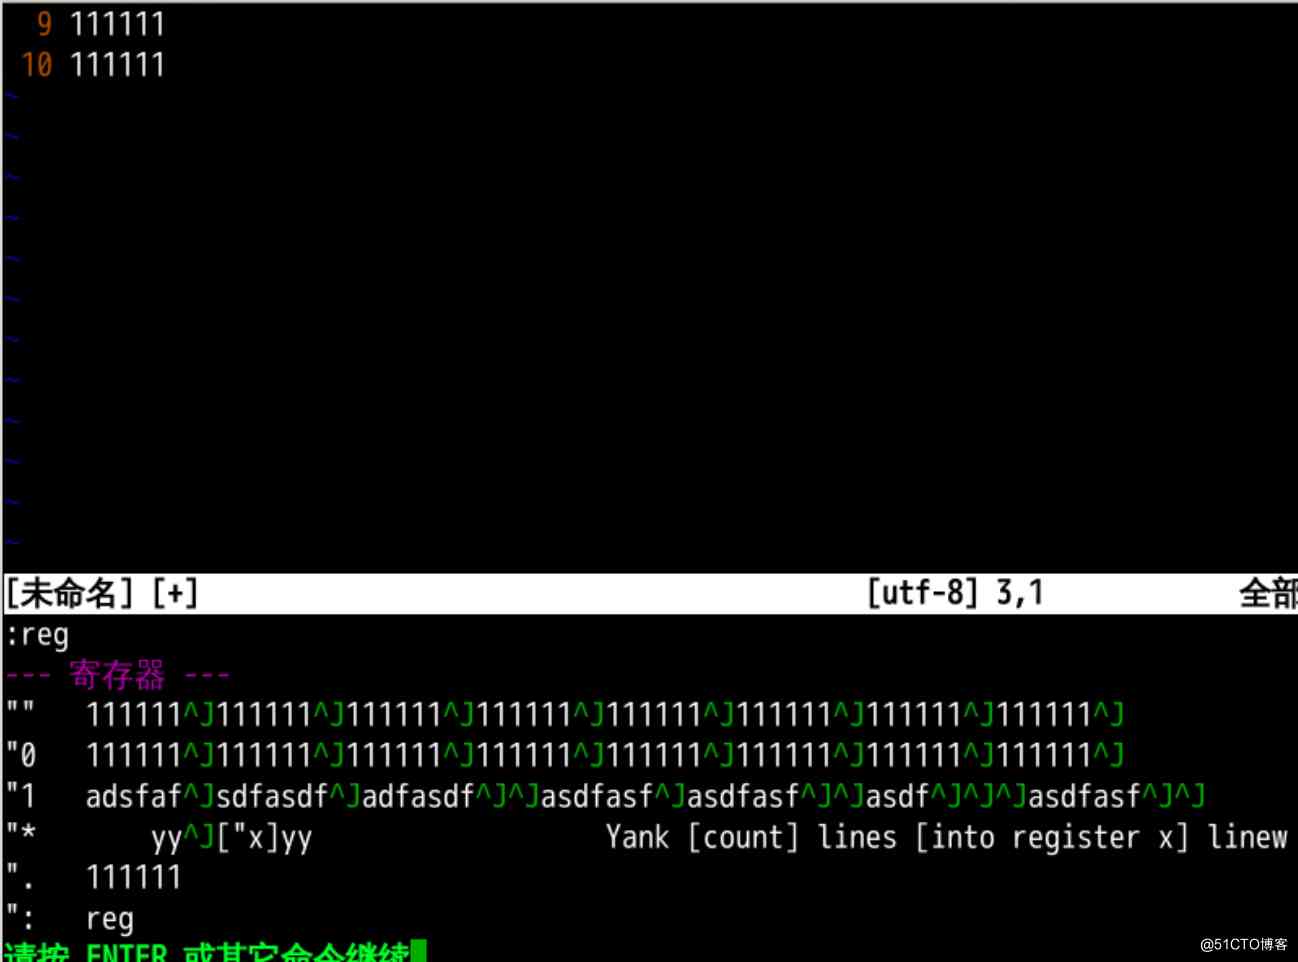 9 111111
10 111111
~
~
~
~
~
~
~
~
~
~
~
~
[未命名] [+] [utf-8] 3,1 全部
:reg
--- 寄存器 ---
"" 111111^J111111^J111111^J111111^J111111^J111111^J111111^J111111^J
"0 111111^J111111^J111111^J111111^J111111^J111111^J111111^J111111^J
"1 adsfaf^Jsdfasdf^Jadfasdf^J^Jasdfasf^Jasdfasf^J^Jasdf^J^J^Jasdfasf^J^J
"* yy^J["x]yy Yank [count] lines [into register x] linew
". 111111
": reg
请按 ENTER 或其它命令继续
@51CTO博客